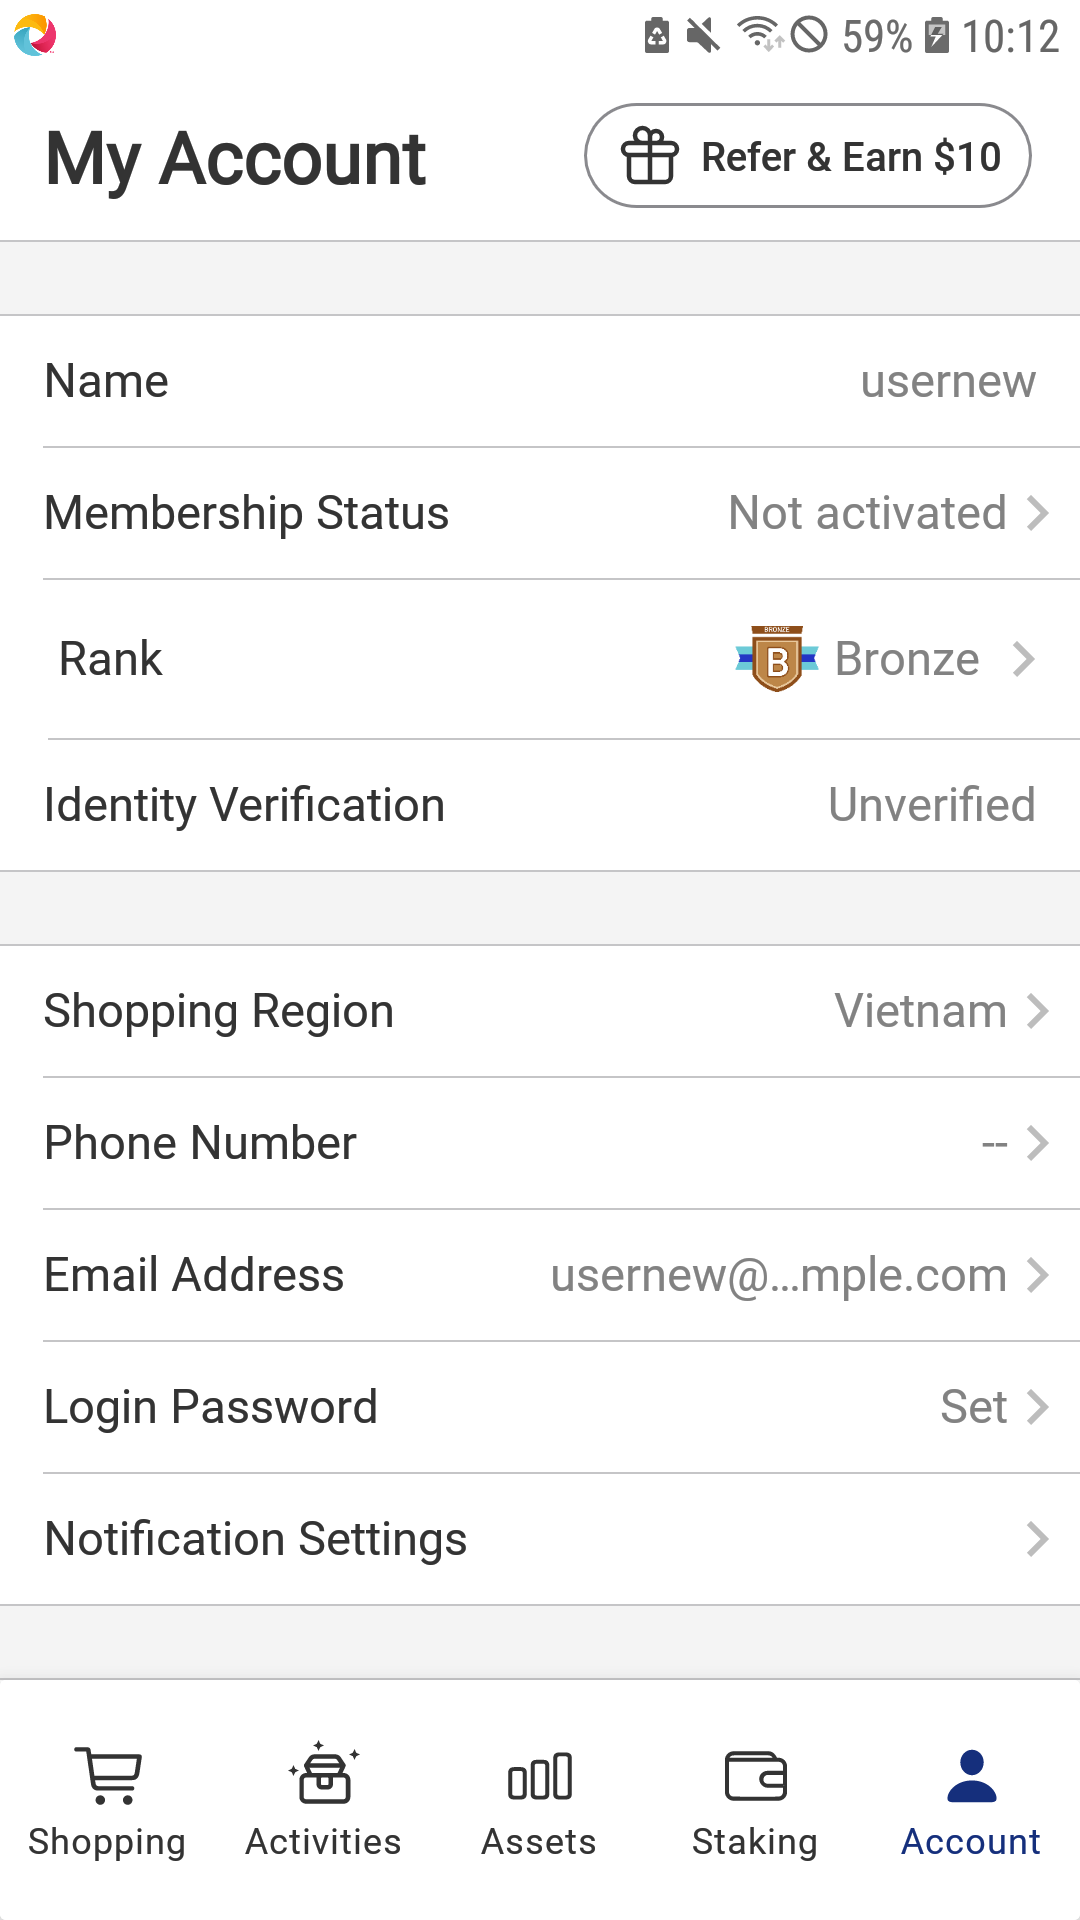 59% 10:12
My Account
Refer & Earn $10
Name usernew
Membership Status Not activated
Rank BRONZE B Bronze
Identity Verification Unverified
Shopping Region Vietnam
Phone Number --
Email Address usernew@...mple.com
Login Password Set
Notification Settings
Shopping Activities Assets Staking Account